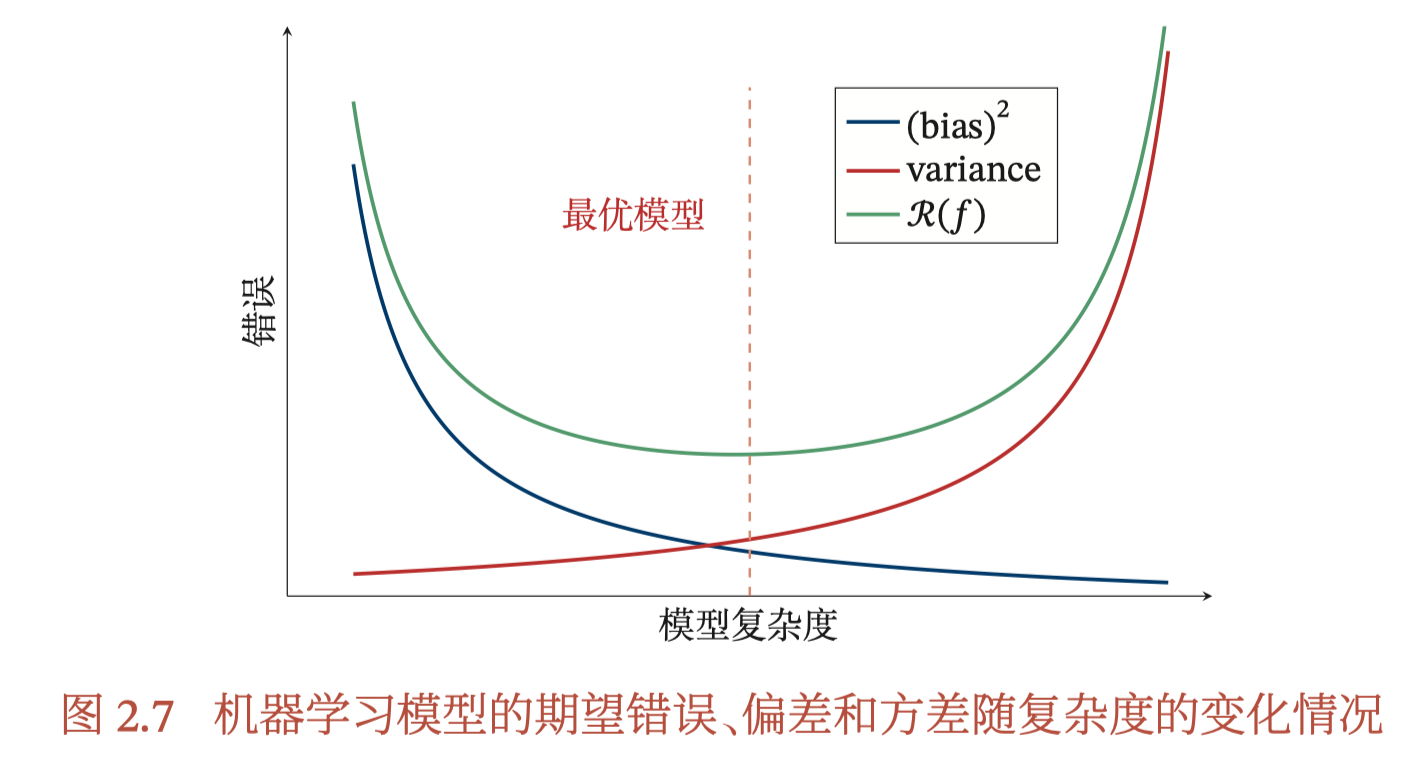 (bias)²
variance
ℛ(f)
最优模型
错误
模型复杂度
图 2.7 机器学习模型的期望错误、偏差和方差随复杂度的变化情况